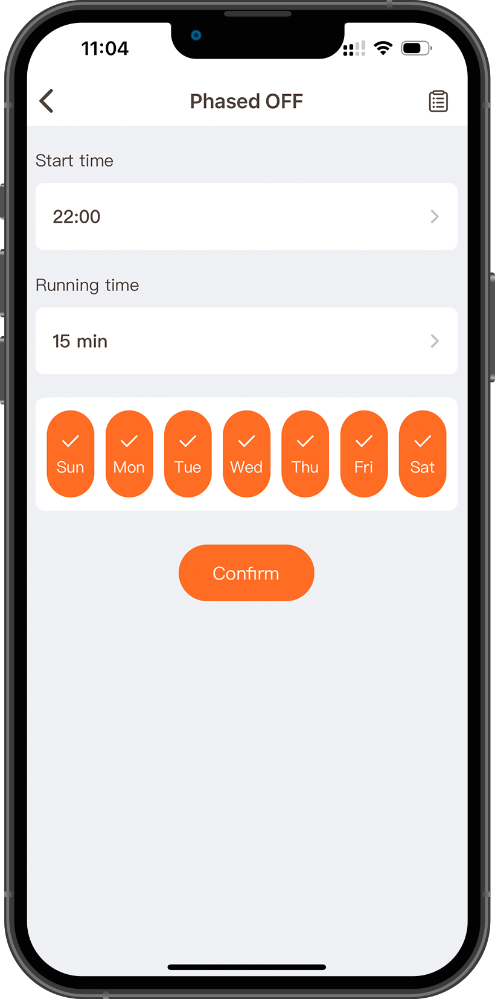 11:04
Phased OFF
Start time
22:00
Running time
15 min
Sun Mon Tue Wed Thu Fri Sat
Confirm